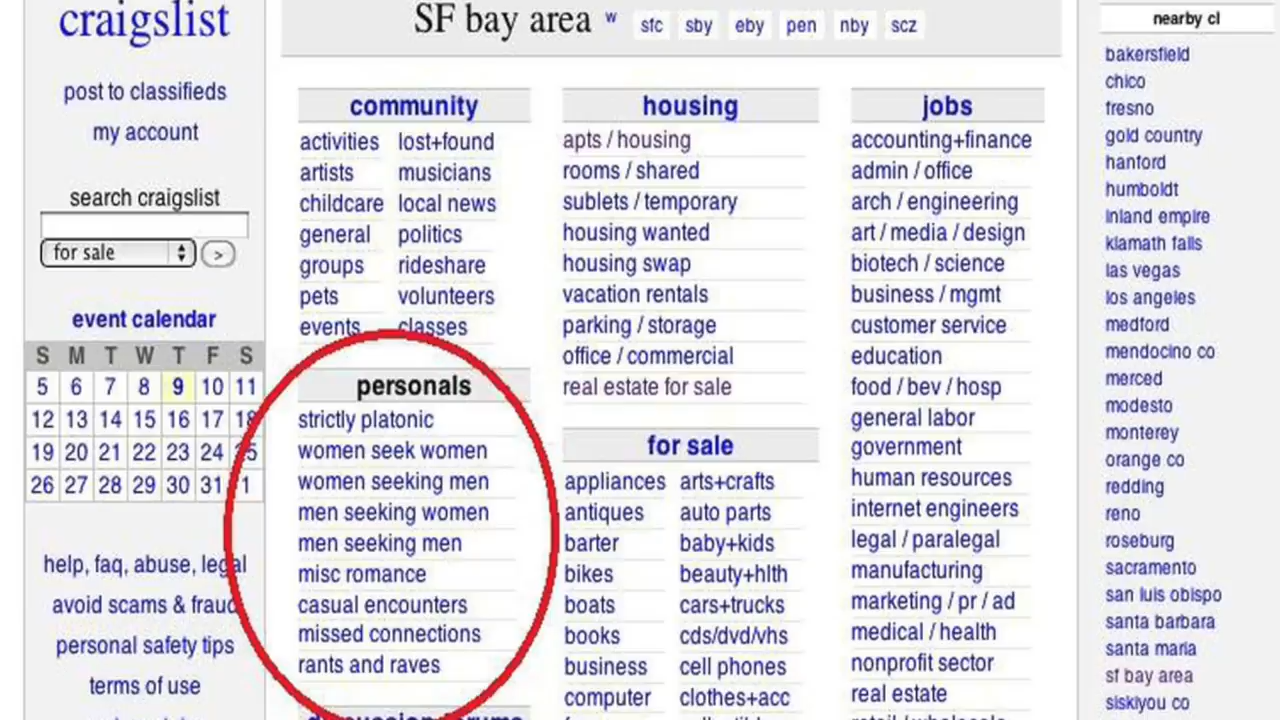 craigslist
post to classifieds
my account
search craigslist
for sale
>
event calendar
S M T W T F S
5 6 7 8 9 10 11
12 13 14 15 16 17 18
19 20 21 22 23 24 25
26 27 28 29 30 31 1
help, faq, abuse, legal
avoid scams & fraud
personal safety tips
terms of use
SF bay area w sfc sby eby pen nby scz
community
activities lost+found
artists musicians
childcare local news
general politics
groups rideshare
pets volunteers
events classes
personals
strictly platonic
women seek women
women seeking men
men seeking women
men seeking men
misc romance
casual encounters
missed connections
rants and raves
discussion forums
housing
apts / housing
rooms / shared
sublets / temporary
housing wanted
housing swap
vacation rentals
parking / storage
office / commercial
real estate for sale
for sale
appliances arts+crafts
antiques auto parts
barter baby+kids
bikes beauty+hlth
boats cars+trucks
books cds/dvd/vhs
business cell phones
computer clothes+acc
jobs
accounting+finance
admin / office
arch / engineering
art / media / design
biotech / science
business / mgmt
customer service
education
food / bev / hosp
general labor
government
human resources
internet engineers
legal / paralegal
manufacturing
marketing / pr / ad
medical / health
nonprofit sector
real estate
retail / wholesale
nearby cl
bakersfield
chico
fresno
gold country
hanford
humboldt
inland empire
klamath falls
las vegas
los angeles
medford
mendocino co
merced
modesto
monterey
orange co
redding
reno
roseburg
sacramento
san luis obispo
santa barbara
santa maria
sf bay area
siskiyou co